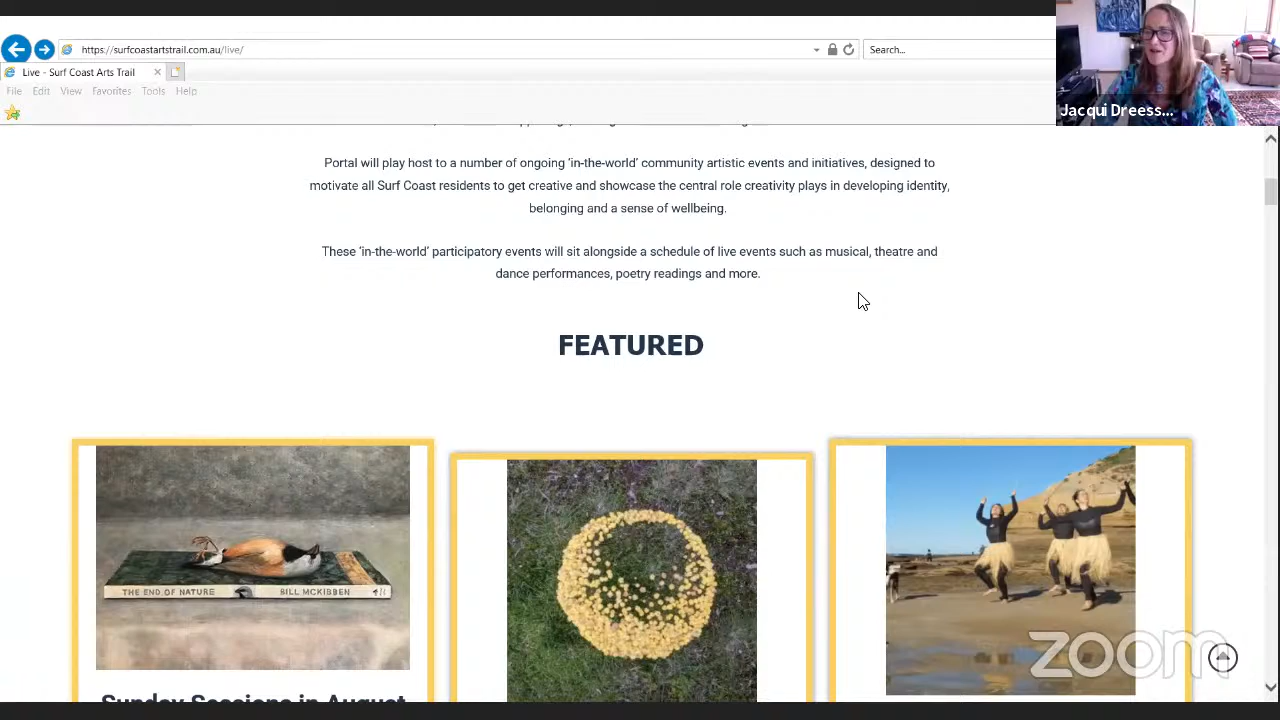 https://surfcoastartstrail.com.au/live/
Search...
Live - Surf Coast Arts Trail
File Edit View Favorites Tools Help
Jacqui Dreess...
Portal will play host to a number of ongoing 'in-the-world' community artistic events and initiatives, designed to
motivate all Surf Coast residents to get creative and showcase the central role creativity plays in developing identity,
belonging and a sense of wellbeing.
These 'in-the-world' participatory events will sit alongside a schedule of live events such as musical, theatre and
dance performances, poetry readings and more.
FEATURED
THE END OF NATURE BILL MCKIBBEN
Sunday Sessions in August
zoom